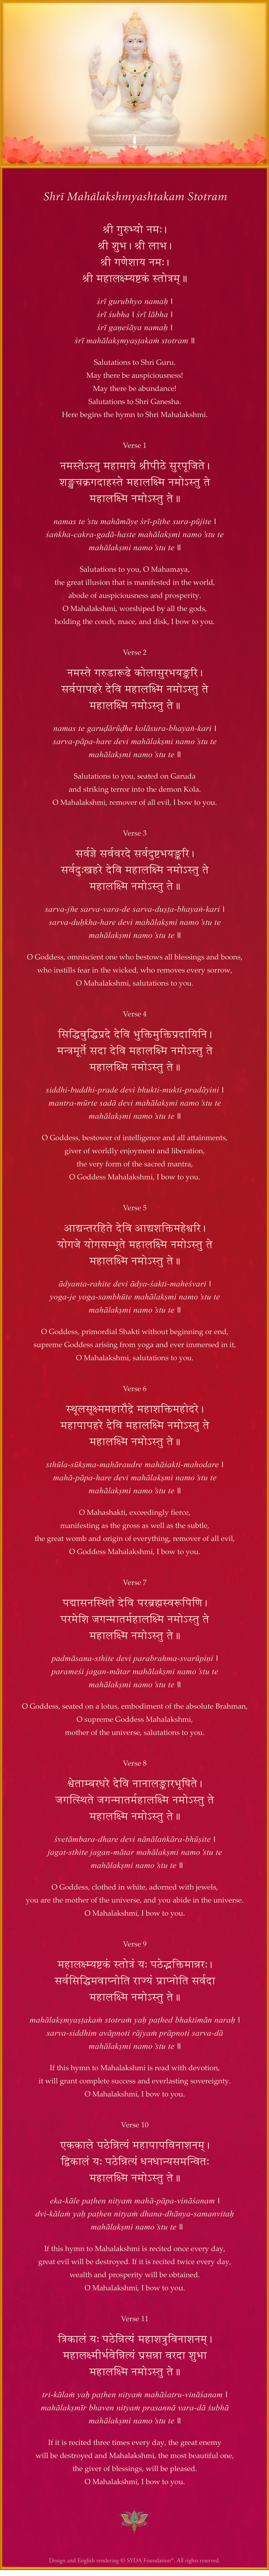 Shrī Mahālakshmyashtakam Stotram
श्री गुरुभ्यो नमः।
श्री शुभ। श्री लाभ।
श्री गणेशाय नमः।
श्री महालक्ष्म्यष्टकं स्तोत्रम्॥
śrī gurubhyo namaḥ |
śrī śubha | śrī lābha |
śrī gaṇeśāya namaḥ |
śrī mahālakṣmyaṣṭakaṁ stotram ||
Salutations to Shri Guru.
May there be auspiciousness!
May there be abundance!
Salutations to Shri Ganesha.
Here begins the hymn to Shri Mahalakshmi.
Verse 1
नमस्तेऽस्तु महामाये श्रीपीठे सुरपूजिते।
शङ्खचक्रगदाहस्ते महालक्ष्मि नमोऽस्तु ते
महालक्ष्मि नमोऽस्तु ते॥
namas te 'stu mahāmāye śrī-pīṭhe sura-pūjite |
śaṅkha-cakra-gadā-haste mahālakṣmi namo 'stu te
mahālakṣmi namo 'stu te ||
Salutations to you, O Mahamaya,
the great illusion that is manifested in the world,
abode of auspiciousness and prosperity.
O Mahalakshmi, worshiped by all the gods,
holding the conch, mace, and disk, I bow to you.
Verse 2
नमस्ते गरुडारूढे कोलासुरभयङ्करि।
सर्वपापहरे देवि महालक्ष्मि नमोऽस्तु ते
महालक्ष्मि नमोऽस्तु ते॥
namas te garuḍārūḍhe kolāsura-bhayaṅ-kari |
sarva-pāpa-hare devi mahālakṣmi namo 'stu te
mahālakṣmi namo 'stu te ||
Salutations to you, seated on Garuda
and striking terror into the demon Kola.
O Mahalakshmi, remover of all evil, I bow to you.
Verse 3
सर्वज्ञे सर्ववरदे सर्वदुष्टभयङ्करि।
सर्वदुःखहरे देवि महालक्ष्मि नमोऽस्तु ते
महालक्ष्मि नमोऽस्तु ते॥
sarva-jñe sarva-vara-de sarva-duṣṭa-bhayaṅ-kari |
sarva-duḥkha-hare devi mahālakṣmi namo 'stu te
mahālakṣmi namo 'stu te ||
O Goddess, omniscient one who bestows all blessings and boons,
who instills fear in the wicked, who removes every sorrow,
O Mahalakshmi, salutations to you.
Verse 4
सिद्धिबुद्धिप्रदे देवि भुक्तिमुक्तिप्रदायिनि।
मन्त्रमूर्ते सदा देवि महालक्ष्मि नमोऽस्तु ते
महालक्ष्मि नमोऽस्तु ते॥
siddhi-buddhi-prade devi bhukti-mukti-pradāyini |
mantra-mūrte sadā devi mahālakṣmi namo 'stu te
mahālakṣmi namo 'stu te ||
O Goddess, bestower of intelligence and all attainments,
giver of worldly enjoyment and liberation,
the very form of the sacred mantra,
O Goddess Mahalakshmi, I bow to you.
Verse 5
आद्यन्तरहिते देवि आद्यशक्तिमहेश्वरि।
योगजे योगसम्भूते महालक्ष्मि नमोऽस्तु ते
महालक्ष्मि नमोऽस्तु ते॥
ādyanta-rahite devi ādya-śakti-maheśvari |
yoga-je yoga-sambhūte mahālakṣmi namo 'stu te
mahālakṣmi namo 'stu te ||
O Goddess, primordial Shakti without beginning or end,
supreme Goddess arising from yoga and ever immersed in it,
O Mahalakshmi, salutations to you.
Verse 6
स्थूलसूक्ष्ममहारौद्रे महाशक्तिमहोदरे।
महापापहरे देवि महालक्ष्मि नमोऽस्तु ते
महालक्ष्मि नमोऽस्तु ते॥
sthūla-sūkṣma-mahāraudre mahāśakti-mahodare |
mahā-pāpa-hare devi mahālakṣmi namo 'stu te
mahālakṣmi namo 'stu te ||
O Mahashakti, exceedingly fierce,
manifesting as the gross as well as the subtle,
the great womb and origin of everything, remover of all evil,
O Goddess Mahalakshmi, I bow to you.
Verse 7
पद्मासनस्थिते देवि परब्रह्मस्वरूपिणि।
परमेशि जगन्मातर्महालक्ष्मि नमोऽस्तु ते
महालक्ष्मि नमोऽस्तु ते॥
padmāsana-sthite devi parabrahma-svarūpiṇi |
parameśi jagan-mātar mahālakṣmi namo 'stu te
mahālakṣmi namo 'stu te ||
O Goddess, seated on a lotus, embodiment of the absolute Brahman,
O supreme Goddess Mahalakshmi,
mother of the universe, salutations to you.
Verse 8
श्वेताम्बरधरे देवि नानालङ्कारभूषिते।
जगत्स्थिते जगन्मातर्महालक्ष्मि नमोऽस्तु ते
महालक्ष्मि नमोऽस्तु ते॥
śvetāmbara-dhare devi nānālaṅkāra-bhūṣite |
jagat-sthite jagan-mātar mahālakṣmi namo 'stu te
mahālakṣmi namo 'stu te ||
O Goddess, clothed in white, adorned with jewels,
you are the mother of the universe, and you abide in the universe.
O Mahalakshmi, I bow to you.
Verse 9
महालक्ष्म्यष्टकं स्तोत्रं यः पठेद्भक्तिमान्नरः।
सर्वसिद्धिमवाप्नोति राज्यं प्राप्नोति सर्वदा
महालक्ष्मि नमोऽस्तु ते॥
mahālakṣmyaṣṭakaṁ stotraṁ yaḥ paṭhed bhaktimān naraḥ |
sarva-siddhim avāpnoti rājyaṁ prāpnoti sarva-dā
mahālakṣmi namo 'stu te ||
If this hymn to Mahalakshmi is read with devotion,
it will grant complete success and everlasting sovereignty.
O Mahalakshmi, I bow to you.
Verse 10
एककाले पठेन्नित्यं महापापविनाशनम्।
द्विकालं यः पठेन्नित्यं धनधान्यसमन्वितः
महालक्ष्मि नमोऽस्तु ते॥
eka-kāle paṭhen nityaṁ mahā-pāpa-vināśanam |
dvi-kālaṁ yaḥ paṭhen nityaṁ dhana-dhānya-samanvitaḥ
mahālakṣmi namo 'stu te ||
If this hymn to Mahalakshmi is recited once every day,
great evil will be destroyed. If it is recited twice every day,
wealth and prosperity will be obtained.
O Mahalakshmi, I bow to you.
Verse 11
त्रिकालं यः पठेन्नित्यं महाशत्रुविनाशनम्।
महालक्ष्मीर्भवेन्नित्यं प्रसन्ना वरदा शुभा
महालक्ष्मि नमोऽस्तु ते॥
tri-kālaṁ yaḥ paṭhen nityaṁ mahāśatru-vināśanam |
mahālakṣmīr bhaven nityaṁ prasannā vara-dā śubhā
mahālakṣmi namo 'stu te ||
If it is recited three times every day, the great enemy
will be destroyed and Mahalakshmi, the most beautiful one,
the giver of blessings, will be pleased.
O Mahalakshmi, I bow to you.
Design and English rendering © SYDA Foundation®. All rights reserved.